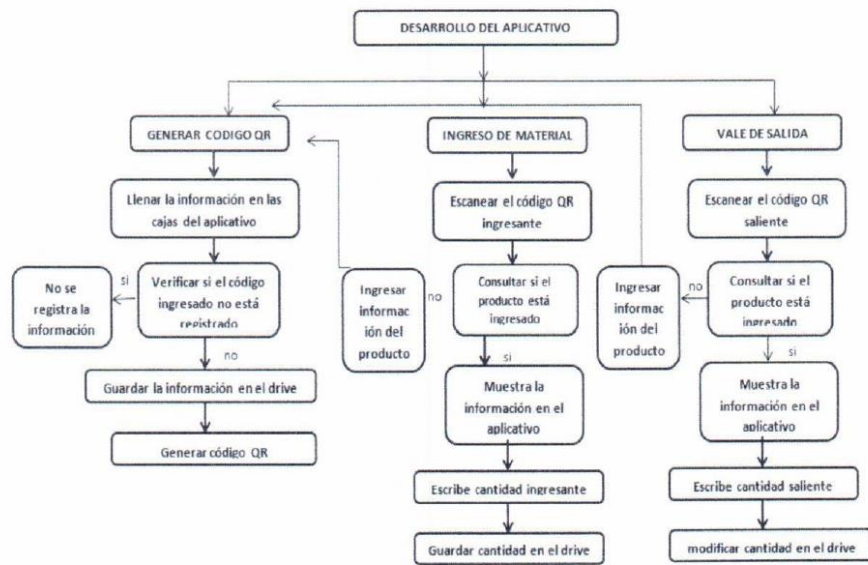 DESARROLLO DEL APLICATIVO
GENERAR CODIGO QR
Llenar la información en las
cajas del aplicativo
Verificar si el código
ingresado no está
registrado
si
No se
registra la
información
no
Guardar la información en el drive
Generar código QR
INGRESO DE MATERIAL
Escanear el código QR
ingresante
Consultar si el
producto está
ingresado
no
Ingresar
informac
ión del
producto
si
Muestra la
información en el
aplicativo
Escribe cantidad ingresante
Guardar cantidad en el drive
VALE DE SALIDA
Escanear el código QR
saliente
Consultar si el
producto está
ingresado
no
Ingresar
informa
ción del
producto
si
Muestra la
información en el
aplicativo
Escribe cantidad saliente
modificar cantidad en el drive